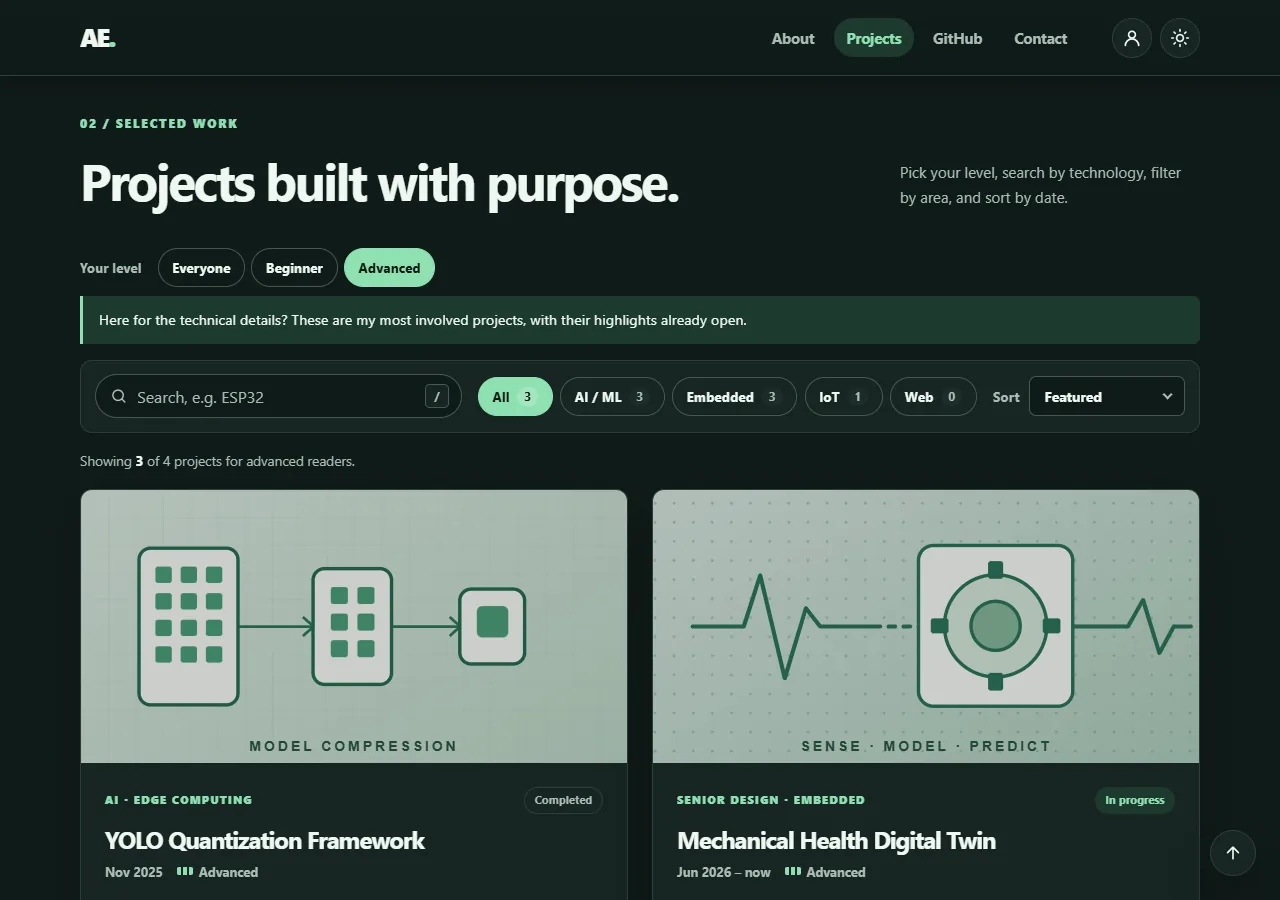 AE.
About Projects GitHub Contact
02 / SELECTED WORK
Projects built with purpose.
Pick your level, search by technology, filter
by area, and sort by date.
Your level Everyone Beginner Advanced
Here for the technical details? These are my most involved projects, with their highlights already open.
Search, e.g. ESP32 / All 3 AI / ML 3 Embedded 3 IoT 1 Web 0 Sort Featured
Showing 3 of 4 projects for advanced readers.
MODEL COMPRESSION
SENSE · MODEL · PREDICT
AI · EDGE COMPUTING Completed
YOLO Quantization Framework
Nov 2025 Advanced
SENIOR DESIGN · EMBEDDED In progress
Mechanical Health Digital Twin
Jun 2026 – now Advanced